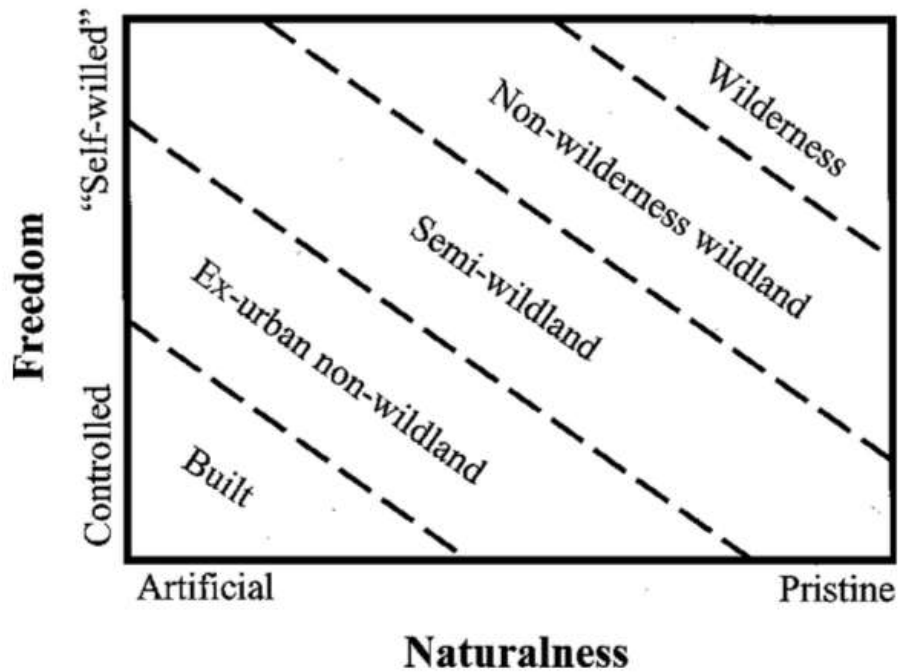 Freedom
Controlled
“Self-willed”
Wilderness
Non-wilderness wildland
Semi-wildland
Ex-urban non-wildland
Built
Artificial
Pristine
Naturalness